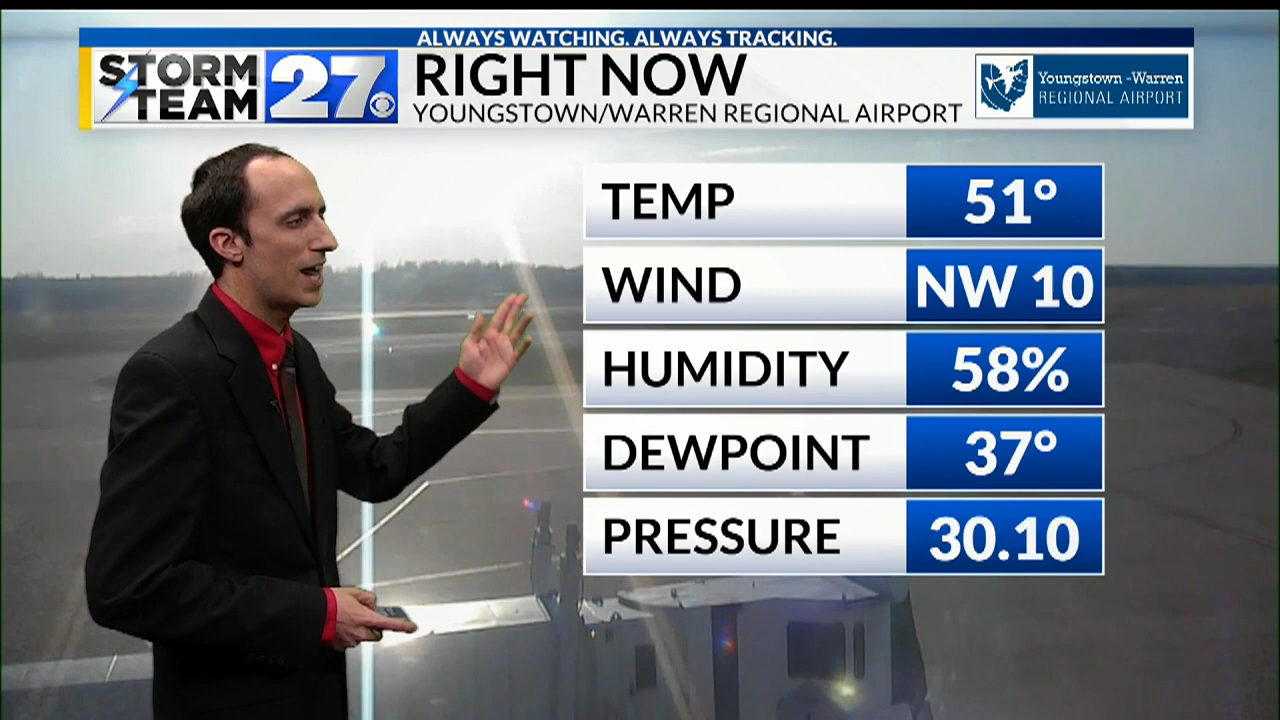 ALWAYS WATCHING. ALWAYS TRACKING.
STORM
TEAM
27
RIGHT NOW
YOUNGSTOWN/WARREN REGIONAL AIRPORT
Youngstown - Warren
REGIONAL AIRPORT
TEMP 51°
WIND NW 10
HUMIDITY 58%
DEWPOINT 37°
PRESSURE 30.10